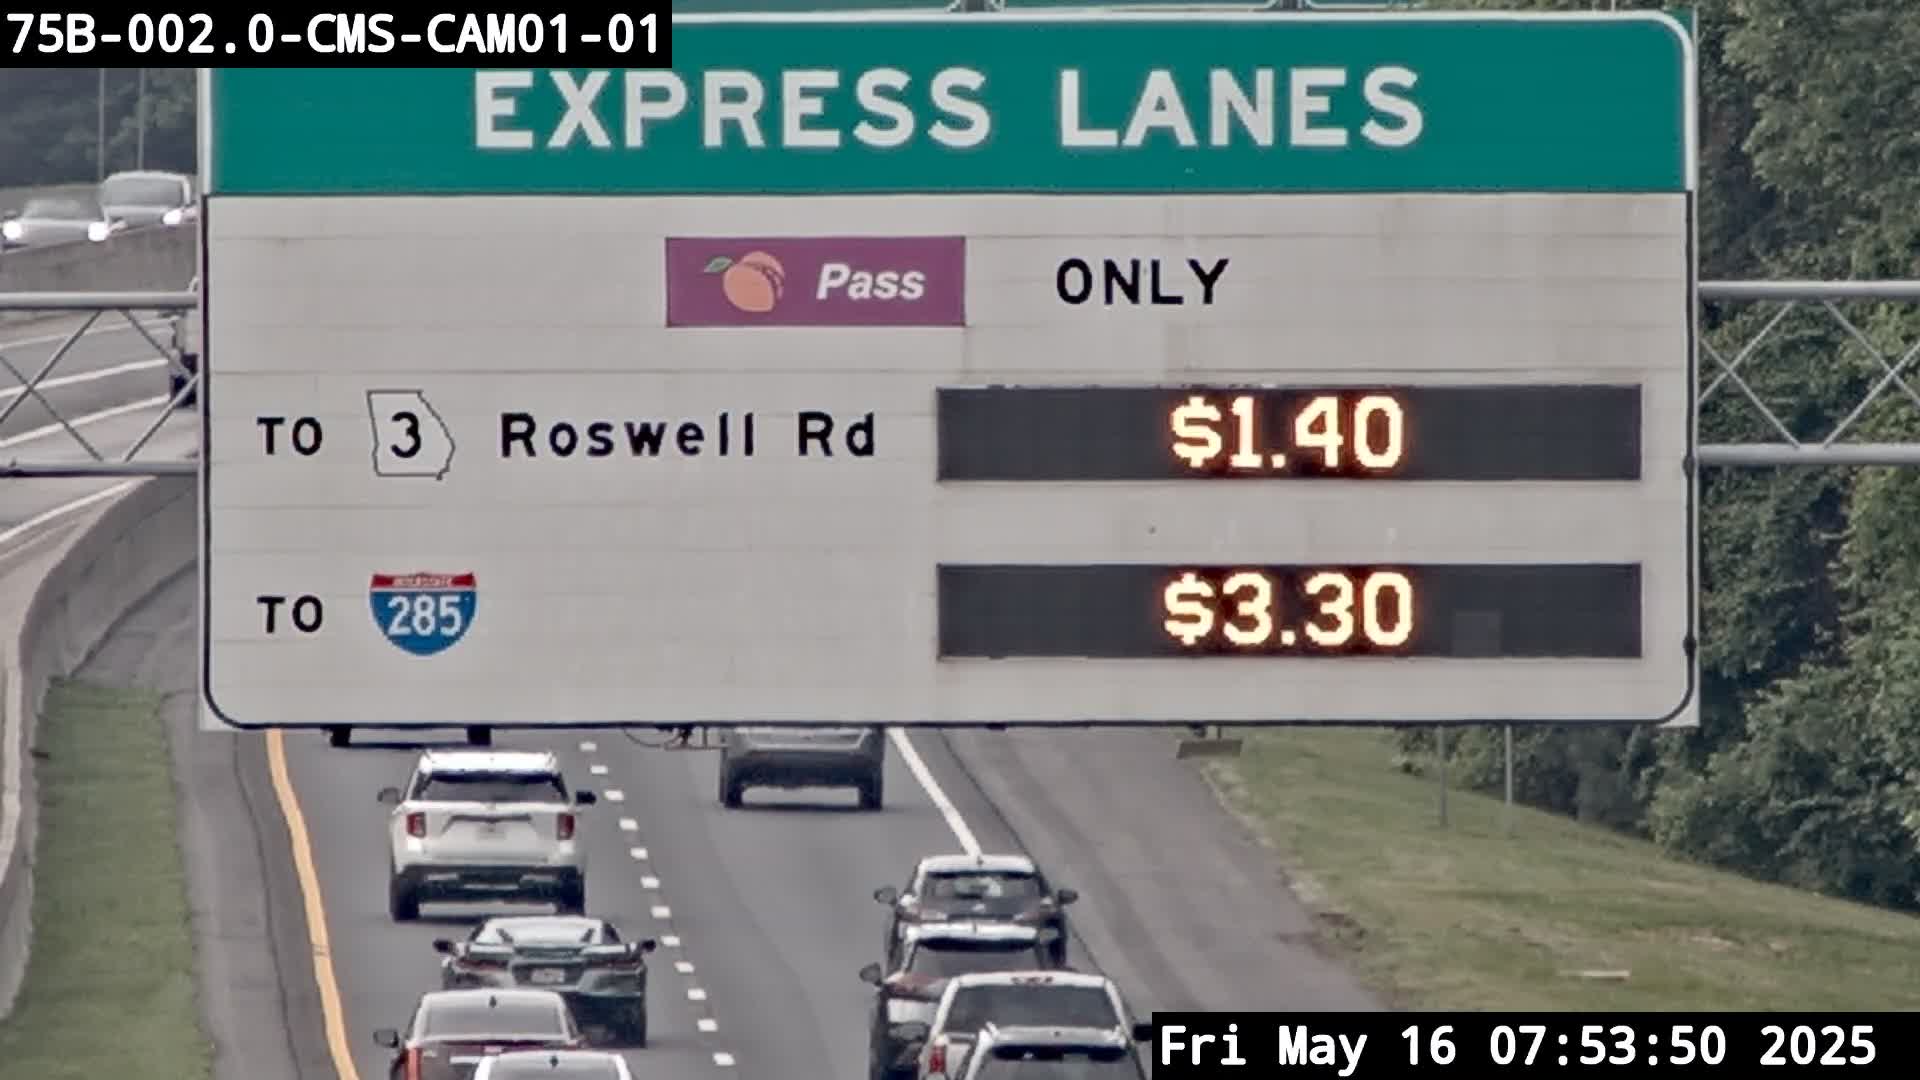 75B-002.0-CMS-CAM01-01
EXPRESS LANES
Pass ONLY
TO 3 Roswell Rd $1.40
INTERSTATE
TO 285 $3.30
Fri May 16 07:53:50 2025